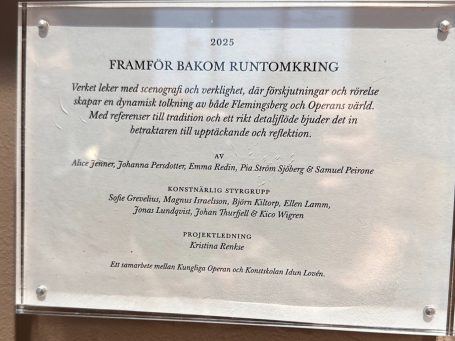 2025
FRAMFÖR BAKOM RUNTOMKRING
Verket leker med scenografi och verklighet, där förskjutningar och rörelse
skapar en dynamisk tolkning av både Flemingsberg och Operans värld.
Med referenser till tradition och ett rikt detaljflöde bjuder det in
betraktaren till upptäckande och reflektion.
AV
Alice Jenner, Johanna Persdotter, Emma Redin, Pia Ström Sjöberg & Samuel Peirone
KONSTNÄRLIG STYRGRUPP
Sofie Grevelius, Magnus Israelsson, Björn Kiltorp, Ellen Lamm,
Jonas Lundqvist, Johan Thurfjell & Kico Wigren
PROJEKTLEDNING
Kristina Renkse
Ett samarbete mellan Kungliga Operan och Konstskolan Idun Lovén.